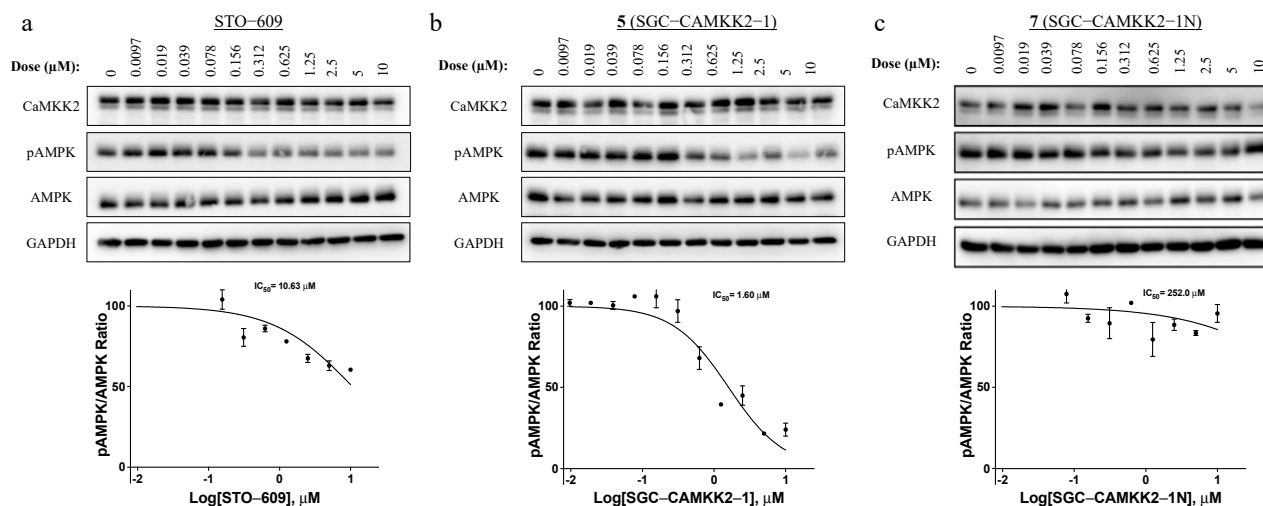 a STO–609
Dose (µM): 0 0.0097 0.019 0.039 0.078 0.156 0.312 0.625 1.25 2.5 5 10
CaMKK2
pAMPK
AMPK
GAPDH
IC50= 10.63 µM
pAMPK/AMPK Ratio
100
50
0
-2 -1 0 1
Log[STO–609], µM
b 5 (SGC–CAMKK2-1)
Dose (µM): 0 0.0097 0.019 0.039 0.078 0.156 0.312 0.625 1.25 2.5 5 10
CaMKK2
pAMPK
AMPK
GAPDH
IC50= 1.60 µM
pAMPK/AMPK Ratio
100
50
0
-2 -1 0 1
Log[SGC–CAMKK2–1], µM
c 7 (SGC–CAMKK2-1N)
Dose (µM): 0 0.0097 0.019 0.039 0.078 0.156 0.312 0.625 1.25 2.5 5 10
CaMKK2
pAMPK
AMPK
GAPDH
IC50= 252.0 µM
pAMPK/AMPK Ratio
100
50
0
-2 -1 0 1
Log[SGC–CAMKK2–1N], µM